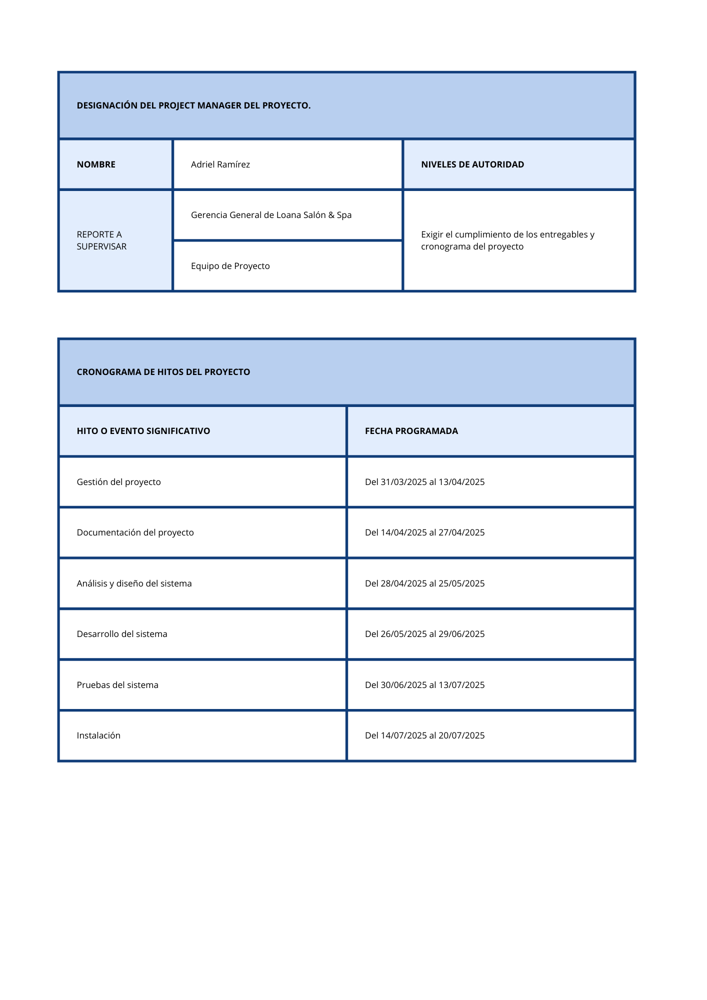 DESIGNACIÓN DEL PROJECT MANAGER DEL PROYECTO.
NOMBRE
Adriel Ramírez
NIVELES DE AUTORIDAD
REPORTE A
SUPERVISAR
Gerencia General de Loana Salón & Spa
Equipo de Proyecto
Exigir el cumplimiento de los entregables y
cronograma del proyecto
CRONOGRAMA DE HITOS DEL PROYECTO
HITO O EVENTO SIGNIFICATIVO
FECHA PROGRAMADA
Gestión del proyecto
Del 31/03/2025 al 13/04/2025
Documentación del proyecto
Del 14/04/2025 al 27/04/2025
Análisis y diseño del sistema
Del 28/04/2025 al 25/05/2025
Desarrollo del sistema
Del 26/05/2025 al 29/06/2025
Pruebas del sistema
Del 30/06/2025 al 13/07/2025
Instalación
Del 14/07/2025 al 20/07/2025